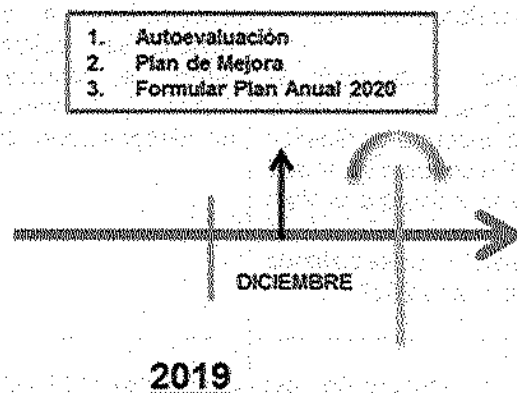 1. Autoevaluación
2. Plan de Mejora
3. Formular Plan Anual 2020
DICIEMBRE
2019